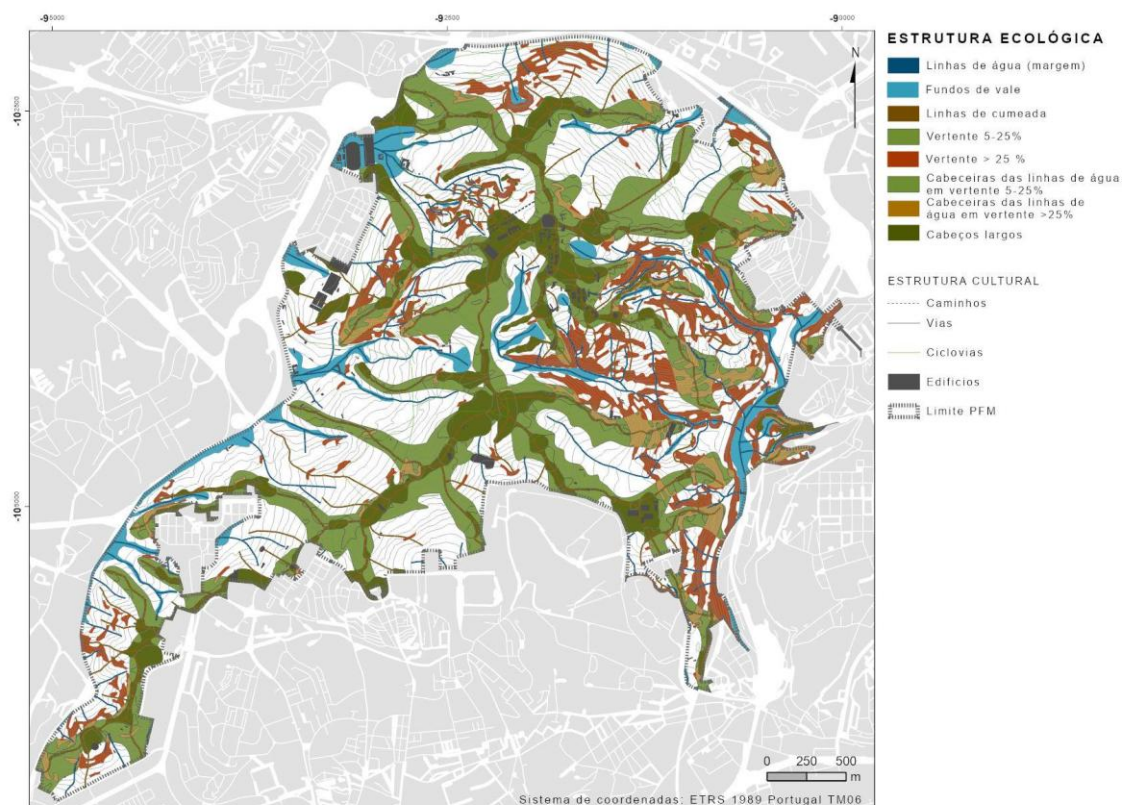 -95000
-92500
-90000
-102500
-105000
N
ESTRUTURA ECOLÓGICA
Linhas de água (margem)
Fundos de vale
Linhas de cumeada
Vertente 5-25%
Vertente > 25 %
Cabeceiras das linhas de água
em vertente 5-25%
Cabeceiras das linhas de
água em vertente >25%
Cabeços largos
ESTRUTURA CULTURAL
Caminhos
Vias
Ciclovias
Edifícios
Limite PFM
0 250 500
m
Sistema de coordenadas: ETRS 1989 Portugal TM06